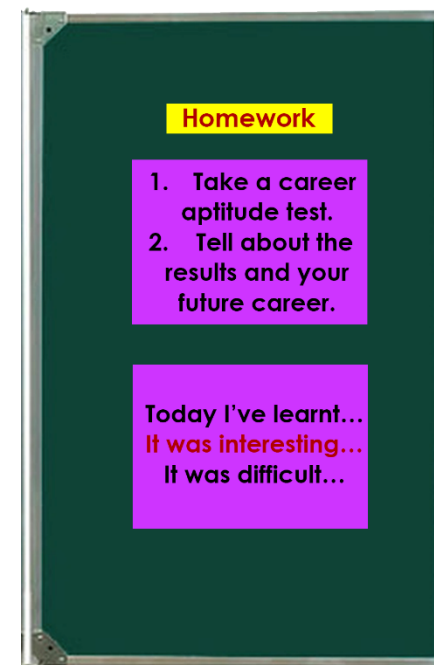 Homework
1. Take a career
aptitude test.
2. Tell about the
results and your
future career.
Today I've learnt...
It was interesting...
It was difficult...